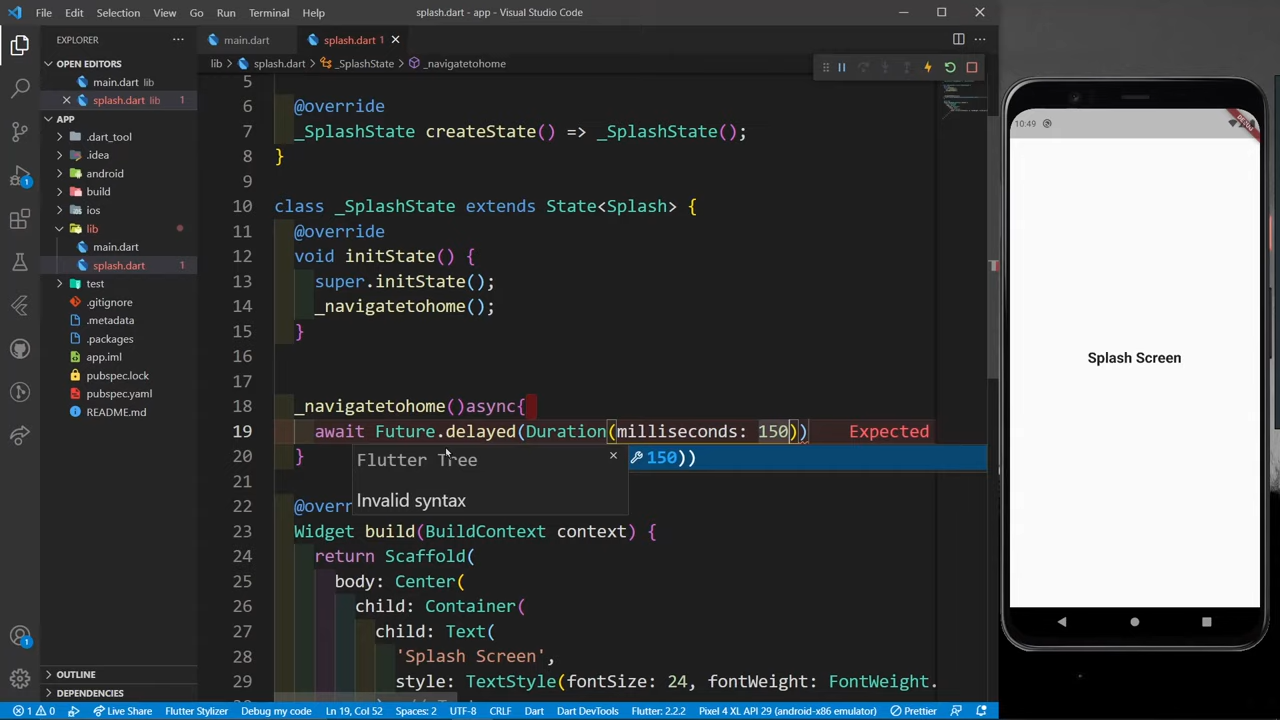 File Edit Selection View Go Run Terminal Help splash.dart - app - Visual Studio Code
EXPLORER
OPEN EDITORS
main.dart lib
splash.dart lib 1
APP
.dart_tool
.idea
android
build
ios
lib
main.dart
splash.dart 1
test
.gitignore
.metadata
.packages
app.iml
pubspec.lock
pubspec.yaml
README.md
OUTLINE
DEPENDENCIES
main.dart splash.dart 1
lib > splash.dart > _SplashState > _navigatetohome
5
6 @override
7 _SplashState createState() => _SplashState();
8 }
9
10 class _SplashState extends State<Splash> {
11 @override
12 void initState() {
13 super.initState();
14 _navigatetohome();
15 }
16
17
18 _navigatetohome()async{
19 await Future.delayed(Duration(milliseconds: 150)) Expected
20 }
150))
Flutter Tree
Invalid syntax
21
22 @overr
23 Widget build(BuildContext context) {
24 return Scaffold(
25 body: Center(
26 child: Container(
27 child: Text(
28 'Splash Screen',
29 style: TextStyle(fontSize: 24, fontWeight: FontWeight.
10:49
DEBUG
Splash Screen
1
1
1 0 Live Share Flutter Stylizer Debug my code Ln 19, Col 52 Spaces: 2 UTF-8 CRLF Dart Dart DevTools Flutter: 2.2.2 Pixel 4 XL API 29 (android-x86 emulator) Prettier